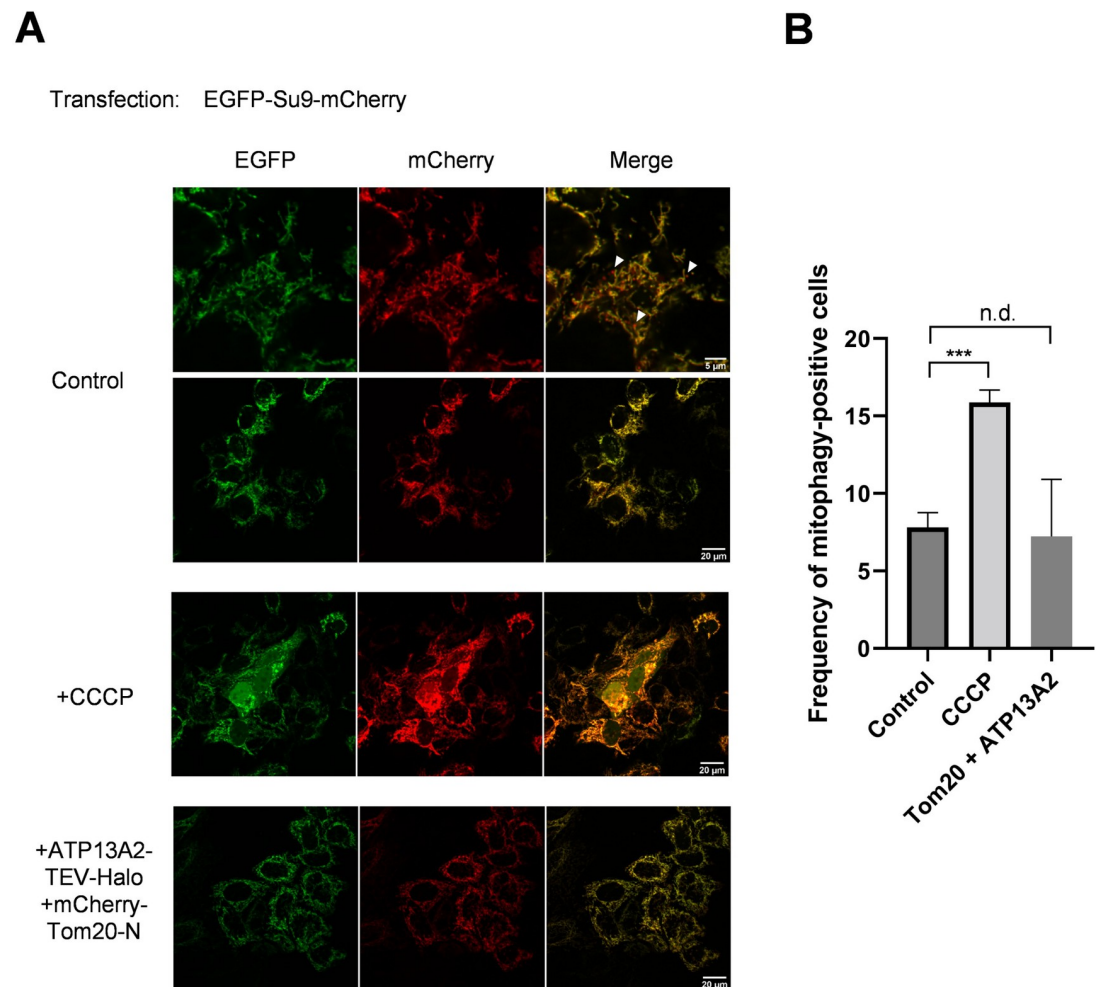 A
Transfection: EGFP-Su9-mCherry
EGFP mCherry Merge
5 µm
Control
20 µm
+CCCP
20 µm
+ATP13A2-
TEV-Halo
+mCherry-
Tom20-N
20 µm
B
Frequency of mitophagy-positive cells
n.d.
***
20
15
10
5
0
Control
CCCP
Tom20 + ATP13A2